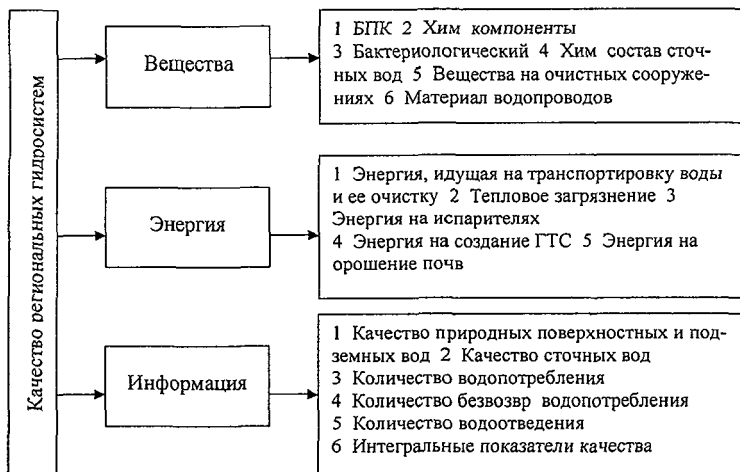 Качество региональных гидросистем
Вещества
1 БПК 2 Хим компоненты
3 Бактериологический 4 Хим состав сточ-
ных вод 5 Вещества на очистных сооруже-
ниях 6 Материал водопроводов
Энергия
1 Энергия, идущая на транспортировку воды
и ее очистку 2 Тепловое загрязнение 3
Энергия на испарителях
4 Энергия на создание ГТС 5 Энергия на
орошение почв
Информация
1 Качество природных поверхностных и под-
земных вод 2 Качество сточных вод
3 Количество водопотребления
4 Количество безвозвр водопотребления
5 Количество водоотведения
6 Интегральные показатели качества